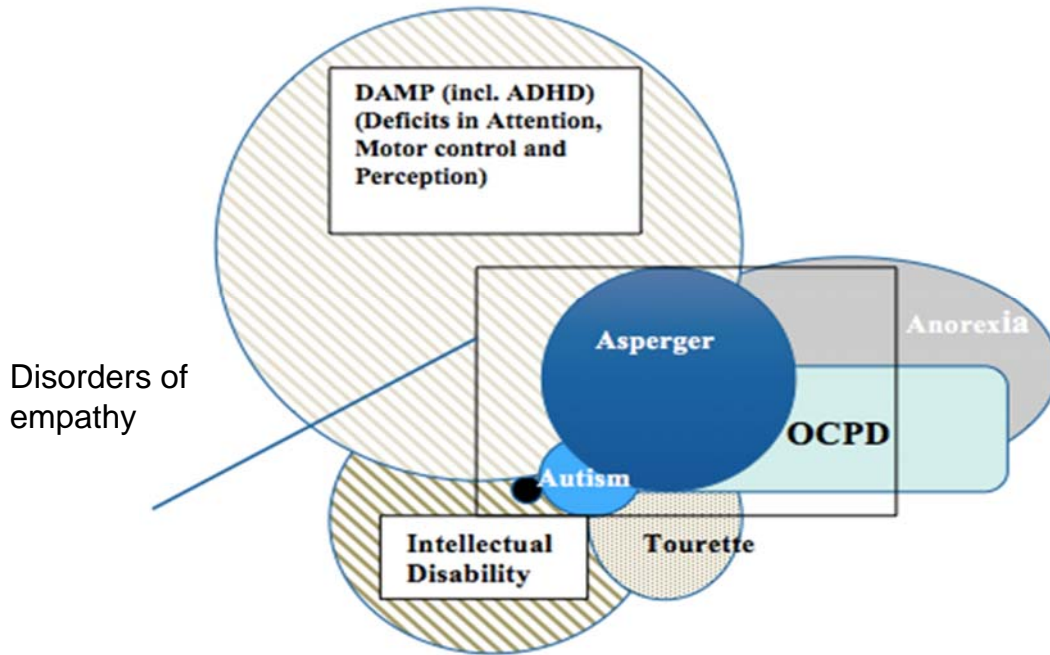 DAMP (incl. ADHD)
(Deficits in Attention,
Motor control and
Perception)
Asperger
Anorexia
Disorders of
empathy
OCPD
Autism
Intellectual
Disability
Tourette